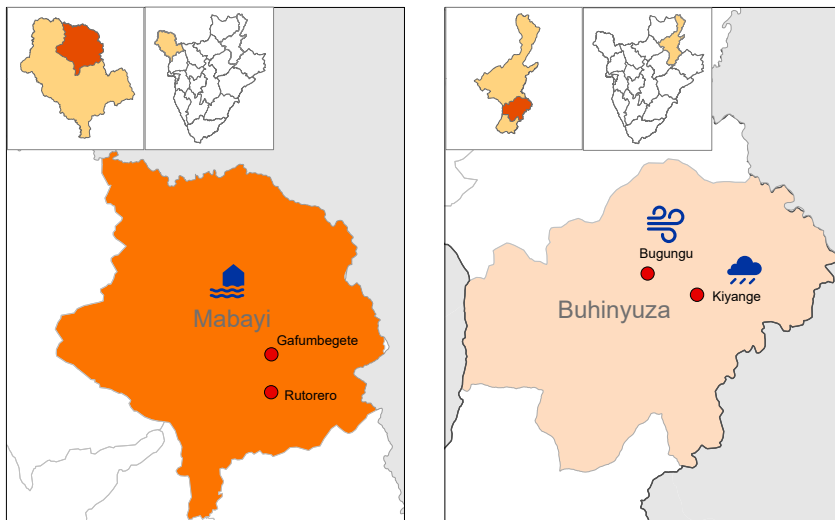 Mabayi
Gafumbegete
Rutorero
Bugungu
Kiyange
Buhinyuza